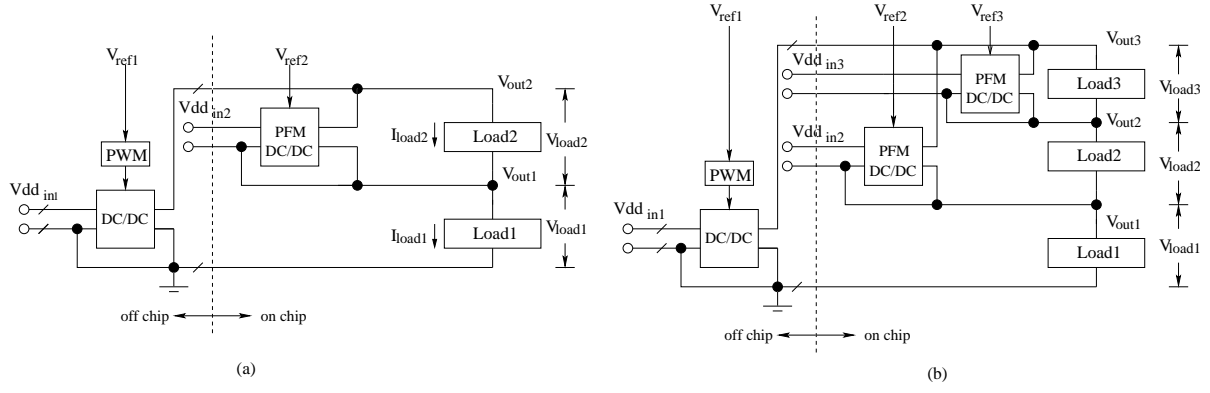 Vref1
Vref2
PWM
Vdd in1
DC/DC
Vdd in2
PFM
DC/DC
Vout2
Iload2
Load2
Vload2
Vout1
Iload1
Load1
Vload1
off chip
on chip
(a)
Vref1
Vref2
Vref3
PWM
Vdd in1
DC/DC
Vdd in2
PFM
DC/DC
Vdd in3
PFM
DC/DC
Vout3
Load3
Vload3
Vout2
Load2
Vload2
Vout1
Load1
Vload1
off chip
on chip
(b)